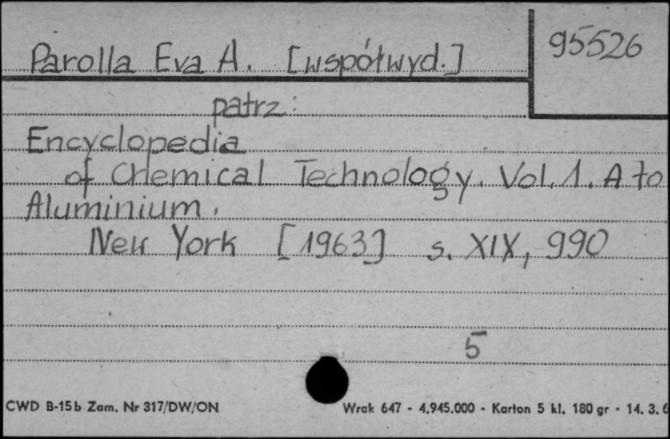 95526
Parolla Eva A. [współwyd.]
patrz:
Encyclopedia
of Chemical Technology. Vol. 1. A to
Aluminium.
New York [1963] s. XIX, 990
5
CWD B-15b Zam. Nr 317/DW/ON
Wrak 647 - 4.945.000 - Karton 5 kl. 180 gr - 14. 3.